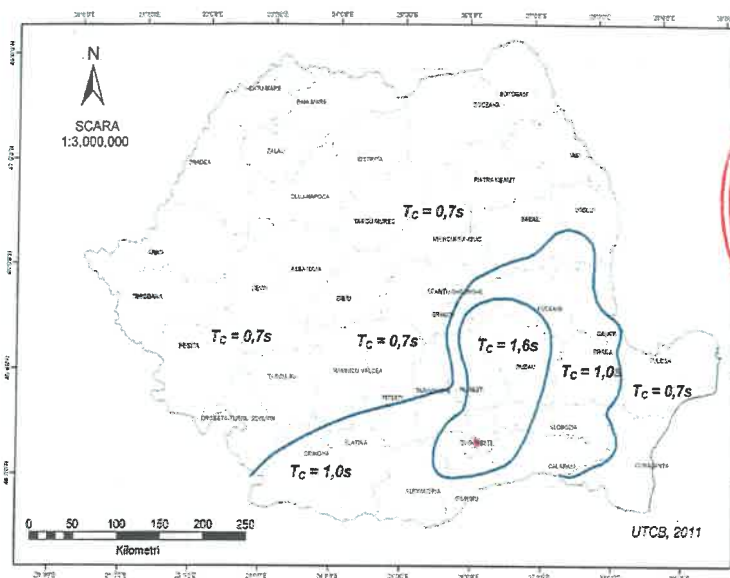 N
SCARA
1:3.000.000
SATU MARE
BAIA MARE
BOTOSANI
SUCEAVA
ZALAU
BISTRITA
IASI
ORADEA
PIATRA NEAMT
CLUJ-NAPOCA
Tc = 0,7s
TARGU MURES
BACAU
VASLUI
MIERCUREA CIUC
ARAD
ALBA IULIA
TIMISOARA
DEVA
SIBIU
SFANTU GHEORGHE
BRASOV
FOCSANI
Tc = 0,7s
RESITA
Tc = 0,7s
Tc = 1,6s
GALATI
BRAILA
TULCEA
BUZAU
Tc = 1,0s
Tc = 0,7s
TARGU JIU
RAMNICU VALCEA
PITESTI
TARGOVISTE
PLOIESTI
DROBETA-TURNU SEVERIN
SLATINA
CRAIOVA
BUCURESTI
SLOBOZIA
CALARASI
CONSTANTA
Tc = 1,0s
ALEXANDRIA
GIURGIU
0 50 100 150 200 250
Kilometri
UTCB, 2011